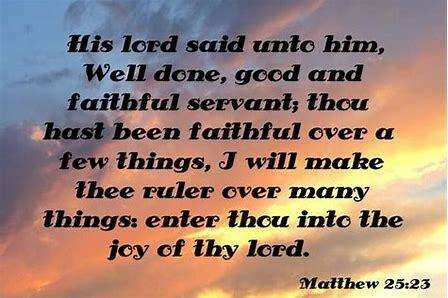 His lord said unto him,
Well done, good and
faithful servant; thou
hast been faithful over a
few things, I will make
thee ruler over many
things: enter thou into the
joy of thy lord.
Matthew 25:23